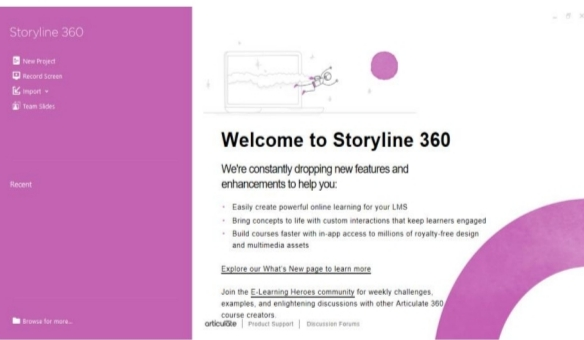 Storyline 360
New Project
Record Screen
Import
Team Slides
Recent
Browse for more...
Welcome to Storyline 360
We're constantly dropping new features and
enhancements to help you:
Easily create powerful online learning for your LMS
Bring concepts to life with custom interactions that keep learners engaged
Build courses faster with in-app access to millions of royalty-free design
and multimedia assets
Explore our What's New page to learn more
Join the E-Learning Heroes community for weekly challenges,
examples, and enlightening discussions with other Articulate 360
course creators.
articulate | Product Support | Discussion Forums